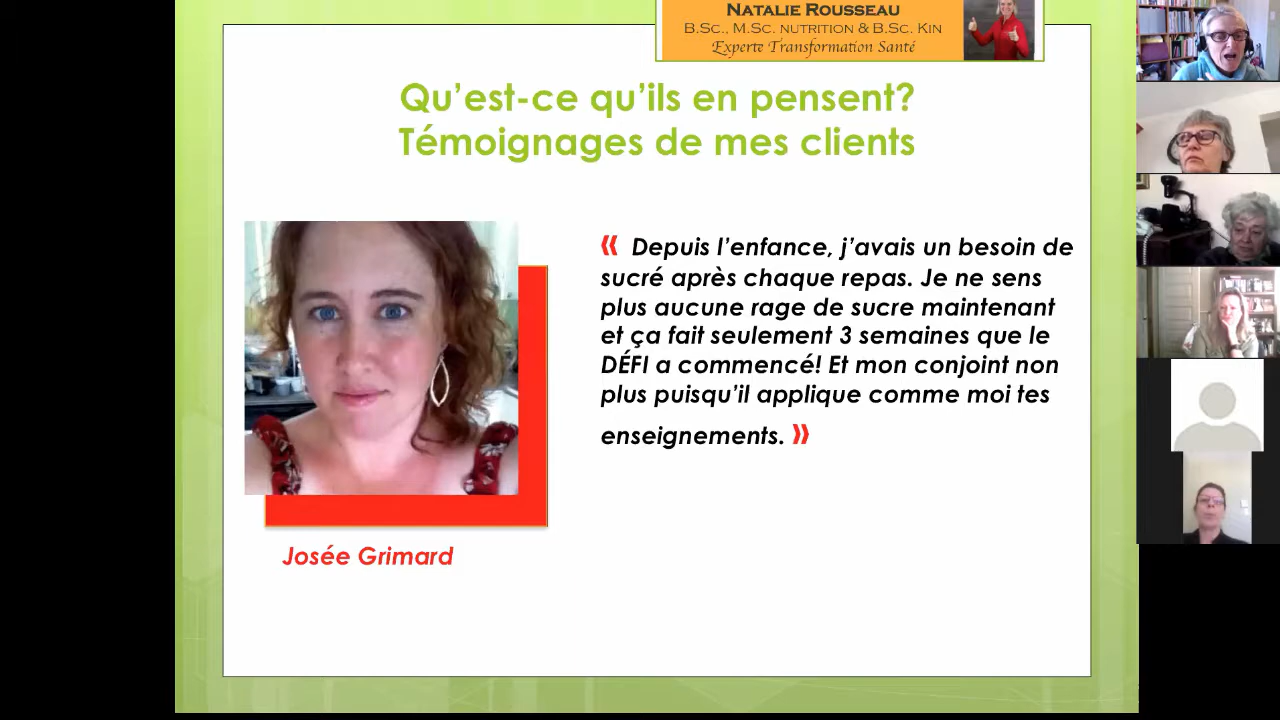 NATALIE ROUSSEAU
B.SC., M.SC. NUTRITION & B.SC. KIN
Experte Transformation Santé
Qu'est-ce qu'ils en pensent?
Témoignages de mes clients
« Depuis l'enfance, j'avais un besoin de
sucré après chaque repas. Je ne sens
plus aucune rage de sucre maintenant
et ça fait seulement 3 semaines que le
DÉFI a commencé! Et mon conjoint non
plus puisqu'il applique comme moi tes
enseignements. »
Josée Grimard